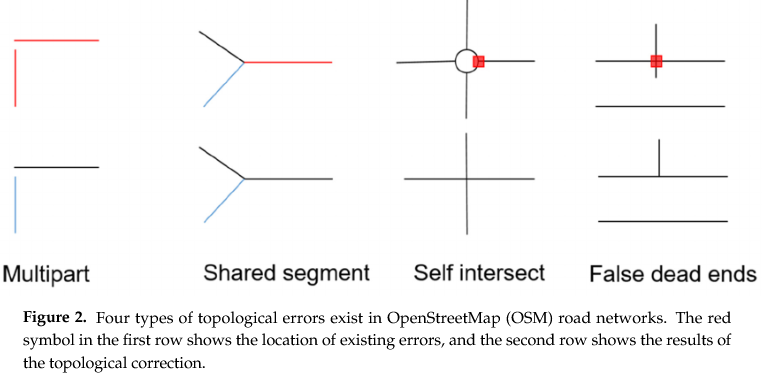 Multipart Shared segment Self intersect False dead ends
Figure 2. Four types of topological errors exist in OpenStreetMap (OSM) road networks. The red
symbol in the first row shows the location of existing errors, and the second row shows the results of
the topological correction.